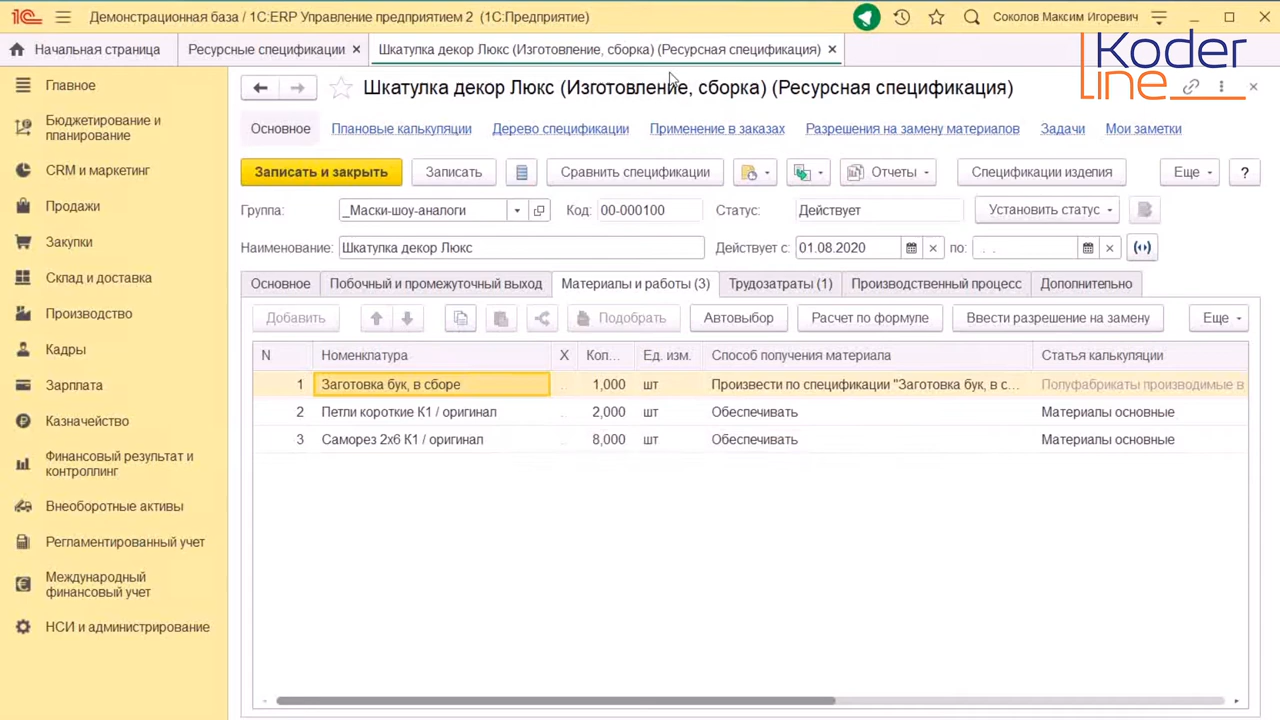 Демонстрационная база / 1С:ERP Управление предприятием 2 (1С:Предприятие)
Соколов Максим Игоревич
Начальная страница
Ресурсные спецификации ×
Шкатулка декор Люкс (Изготовление, сборка) (Ресурсная спецификация) ×
Koder
line
Главное
Бюджетирование и
планирование
CRM и маркетинг
Продажи
Закупки
Склад и доставка
Производство
Кадры
Зарплата
Казначейство
Финансовый результат и
контроллинг
Внеоборотные активы
Регламентированный учет
Международный
финансовый учет
НСИ и администрирование
Шкатулка декор Люкс (Изготовление, сборка) (Ресурсная спецификация)
Основное Плановые калькуляции Дерево спецификации Применение в заказах Разрешения на замену материалов Задачи Мои заметки
Записать и закрыть Записать Сравнить спецификации Отчеты Спецификации изделия Еще ?
Группа: _Маски-шоу-аналоги Код: 00-000100 Статус: Действует Установить статус
Наименование: Шкатулка декор Люкс Действует с: 01.08.2020 по: . .
Основное Побочный и промежуточный выход Материалы и работы (3) Трудозатраты (1) Производственный процесс Дополнительно
Добавить Подобрать Автовыбор Расчет по формуле Ввести разрешение на замену Еще
N Номенклатура Х Кол... Ед. изм. Способ получения материала Статья калькуляции
1 Заготовка бук, в сборе 1,000 шт Произвести по спецификации "Заготовка бук, в с... Полуфабрикаты производимые в
2 Петли короткие К1 / оригинал 2,000 шт Обеспечивать Материалы основные
3 Саморез 2х6 К1 / оригинал 8,000 шт Обеспечивать Материалы основные